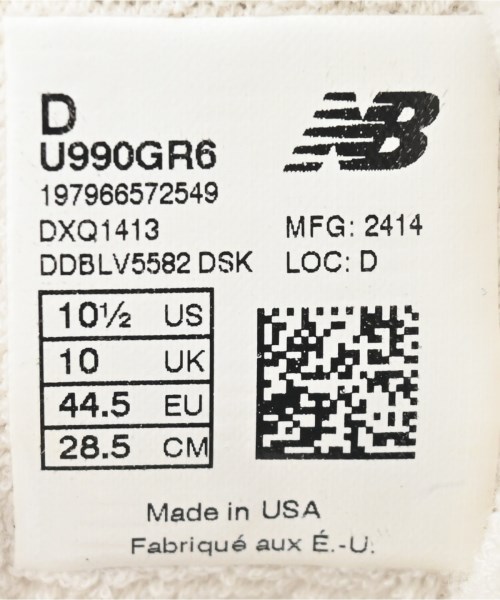 D
U990GR6
NB
197966572549
DXQ1413
MFG: 2414
DDBLV5582 DSK
LOC: D
10½ US
10 UK
44.5 EU
28.5 CM
Made in USA
Fabriqué aux É.-U.